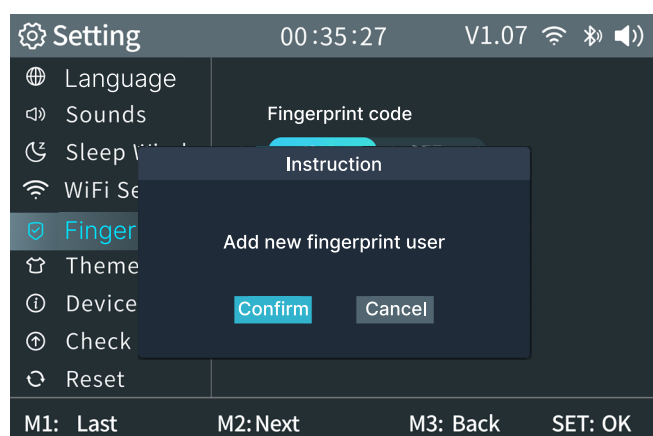 Setting 00:35:27 V1.07
Language
Sounds
Fingerprint code
Sleep
Instruction
WiFi Se
Finger
Add new fingerprint user
Theme
Device
Confirm Cancel
Check
Reset
M1: Last M2: Next M3: Back SET: OK